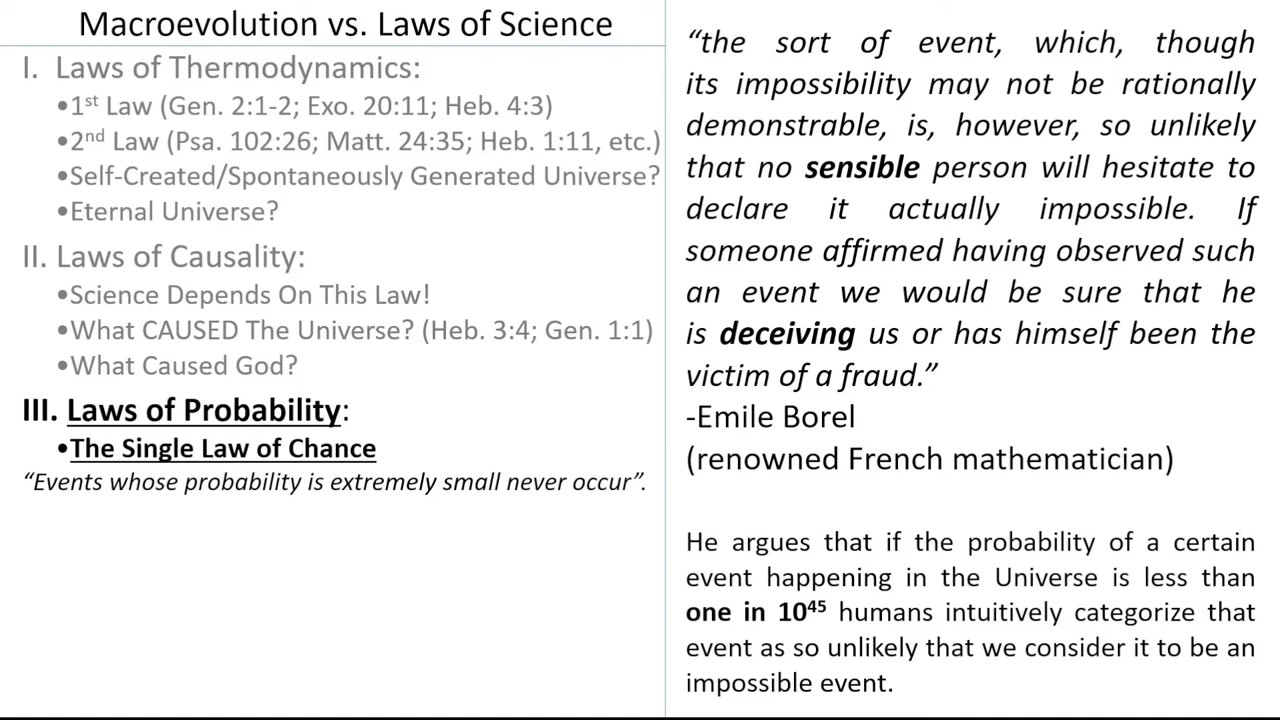 Macroevolution vs. Laws of Science
I. Laws of Thermodynamics:
•1st Law (Gen. 2:1-2; Exo. 20:11; Heb. 4:3)
•2nd Law (Psa. 102:26; Matt. 24:35; Heb. 1:11, etc.)
•Self-Created/Spontaneously Generated Universe?
•Eternal Universe?
II. Laws of Causality:
•Science Depends On This Law!
•What CAUSED The Universe? (Heb. 3:4; Gen. 1:1)
•What Caused God?
III. Laws of Probability:
•The Single Law of Chance
“Events whose probability is extremely small never occur”.
“the sort of event, which, though
its impossibility may not be rationally
demonstrable, is, however, so unlikely
that no sensible person will hesitate to
declare it actually impossible. If
someone affirmed having observed such
an event we would be sure that he
is deceiving us or has himself been the
victim of a fraud.”
-Emile Borel
(renowned French mathematician)
He argues that if the probability of a certain
event happening in the Universe is less than
one in 10⁴⁵ humans intuitively categorize that
event as so unlikely that we consider it to be an
impossible event.